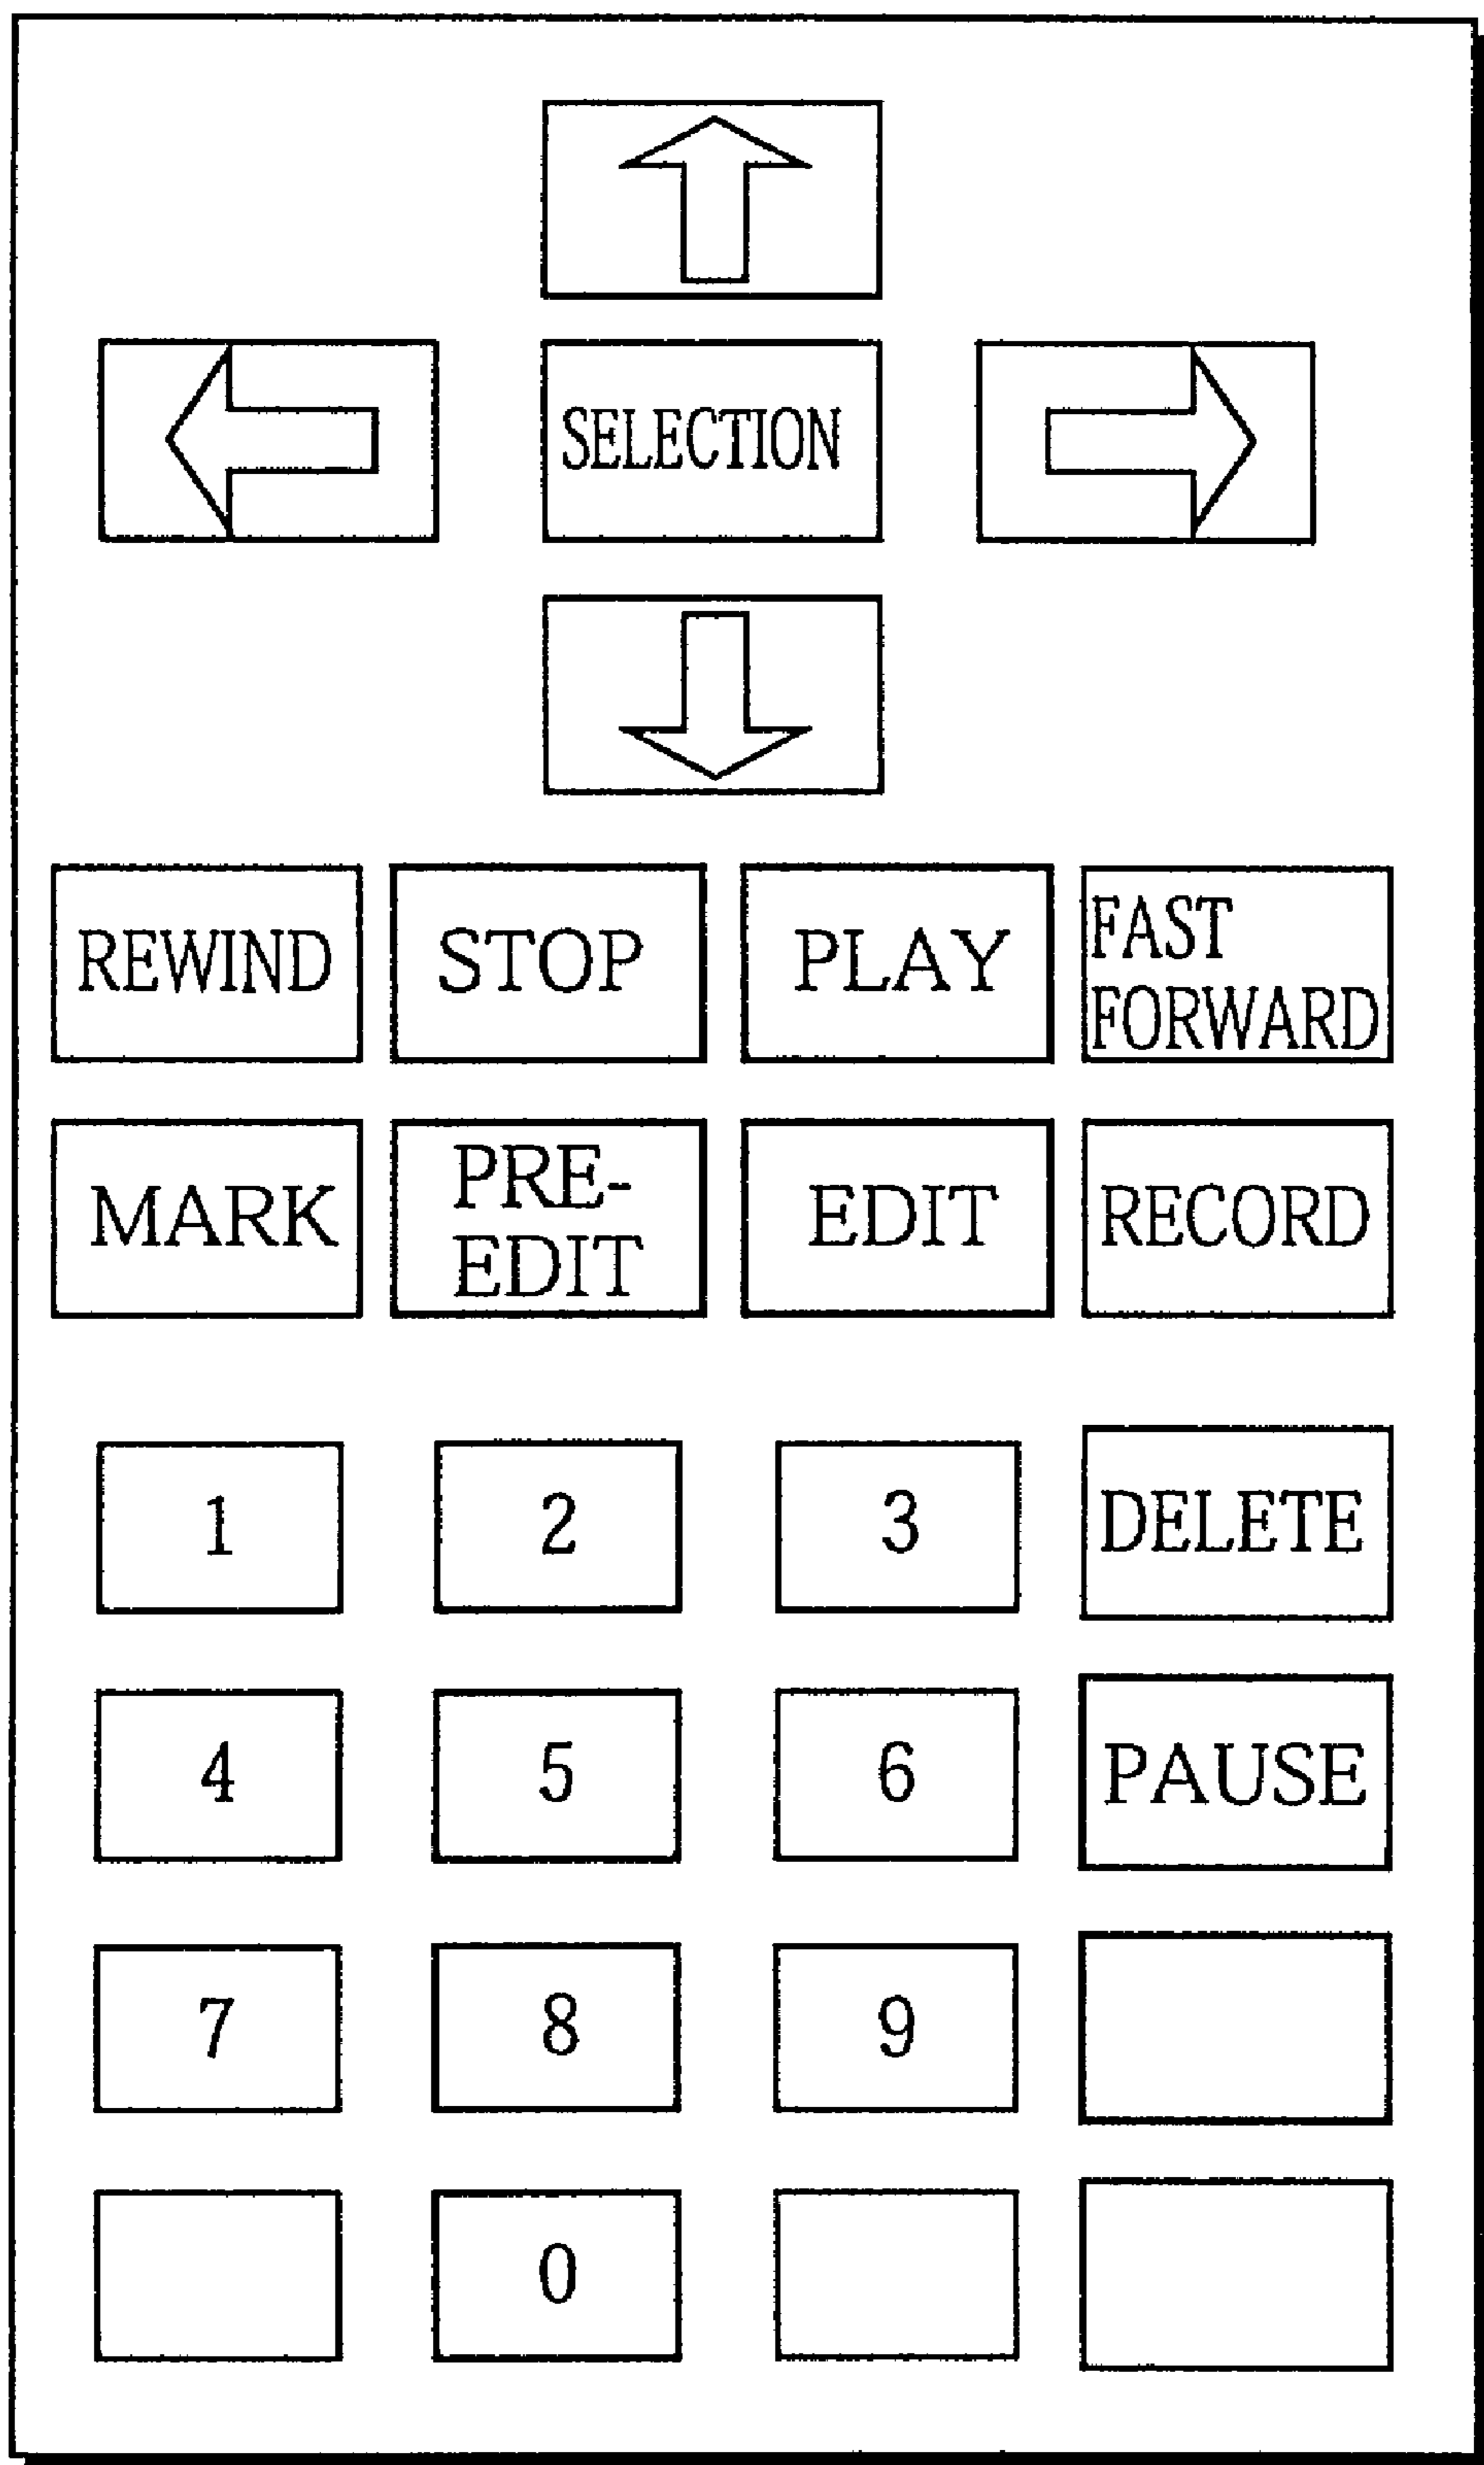 SELECTION
REWIND
STOP
PLAY
FAST
FORWARD
MARK
PRE-
EDIT
EDIT
RECORD
1
2
3
DELETE
4
5
6
PAUSE
7
8
9
0